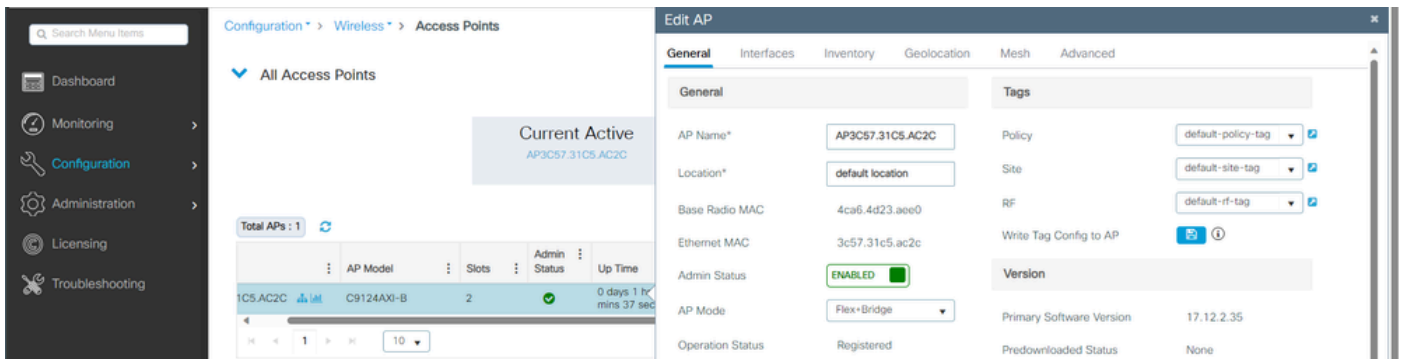 Search Menu Items
Dashboard
Monitoring
Configuration
Administration
Licensing
Troubleshooting
Configuration > Wireless > Access Points
All Access Points
Current Active
AP3C57.31C5.AC2C
Total APs : 1
AP Model Slots Admin Status Up Time
1C5.AC2C C9124AXI-B 2 0 days 1
mins 37
1 10
Edit AP
General Interfaces Inventory Geolocation Mesh Advanced
General
AP Name* AP3C57.31C5.AC2C
Location* default location
Base Radio MAC 4ca6.4d23.aee0
Ethernet MAC 3c57.31c5.ac2c
Admin Status ENABLED
AP Mode Flex+Bridge
Operation Status Registered
Tags
Policy default-policy-tag
Site default-site-tag
RF default-rf-tag
Write Tag Config to AP
Version
Primary Software Version 17.12.2.35
Predownloaded Status None